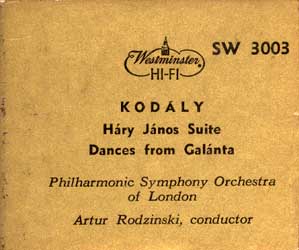 SW 3003
Westminster
HI-FI
KODÁLY
Háry János Suite
Dances from Galánta
Philharmonic Symphony Orchestra
of London
Artur Rodzinski, conductor